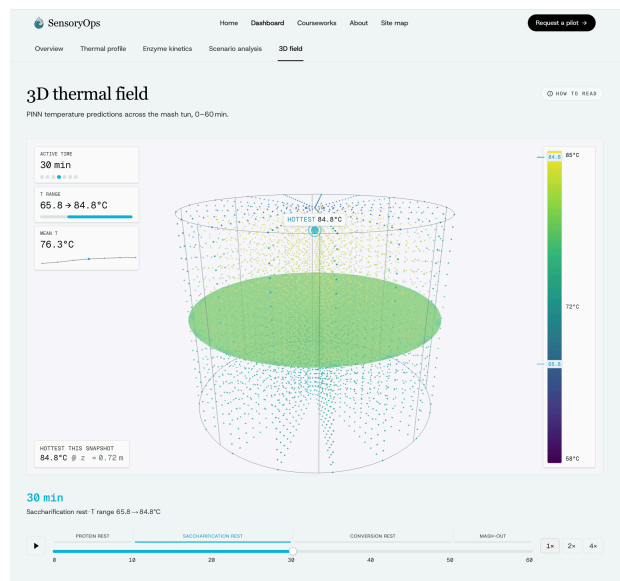 SensoryOps
Home Dashboard Courseworks About Site map
Request a pilot →
Overview Thermal profile Enzyme kinetics Scenario analysis 3D field
3D thermal field
HOW TO READ
PINN temperature predictions across the mash tun, 0–60 min.
ACTIVE TIME
30 min
T RANGE
65.8 → 84.8°C
MEAN T
76.3°C
HOTTEST 84.8°C
84.8
85°C
72°C
65.8
58°C
HOTTEST THIS SNAPSHOT
84.8°C @ z = 0.72 m
30 min
Saccharification rest · T range 65.8 → 84.8°C
PROTEIN REST SACCHARIFICATION REST CONVERSION REST MASH-OUT
0 10 20 30 40 50 60
1× 2× 4×